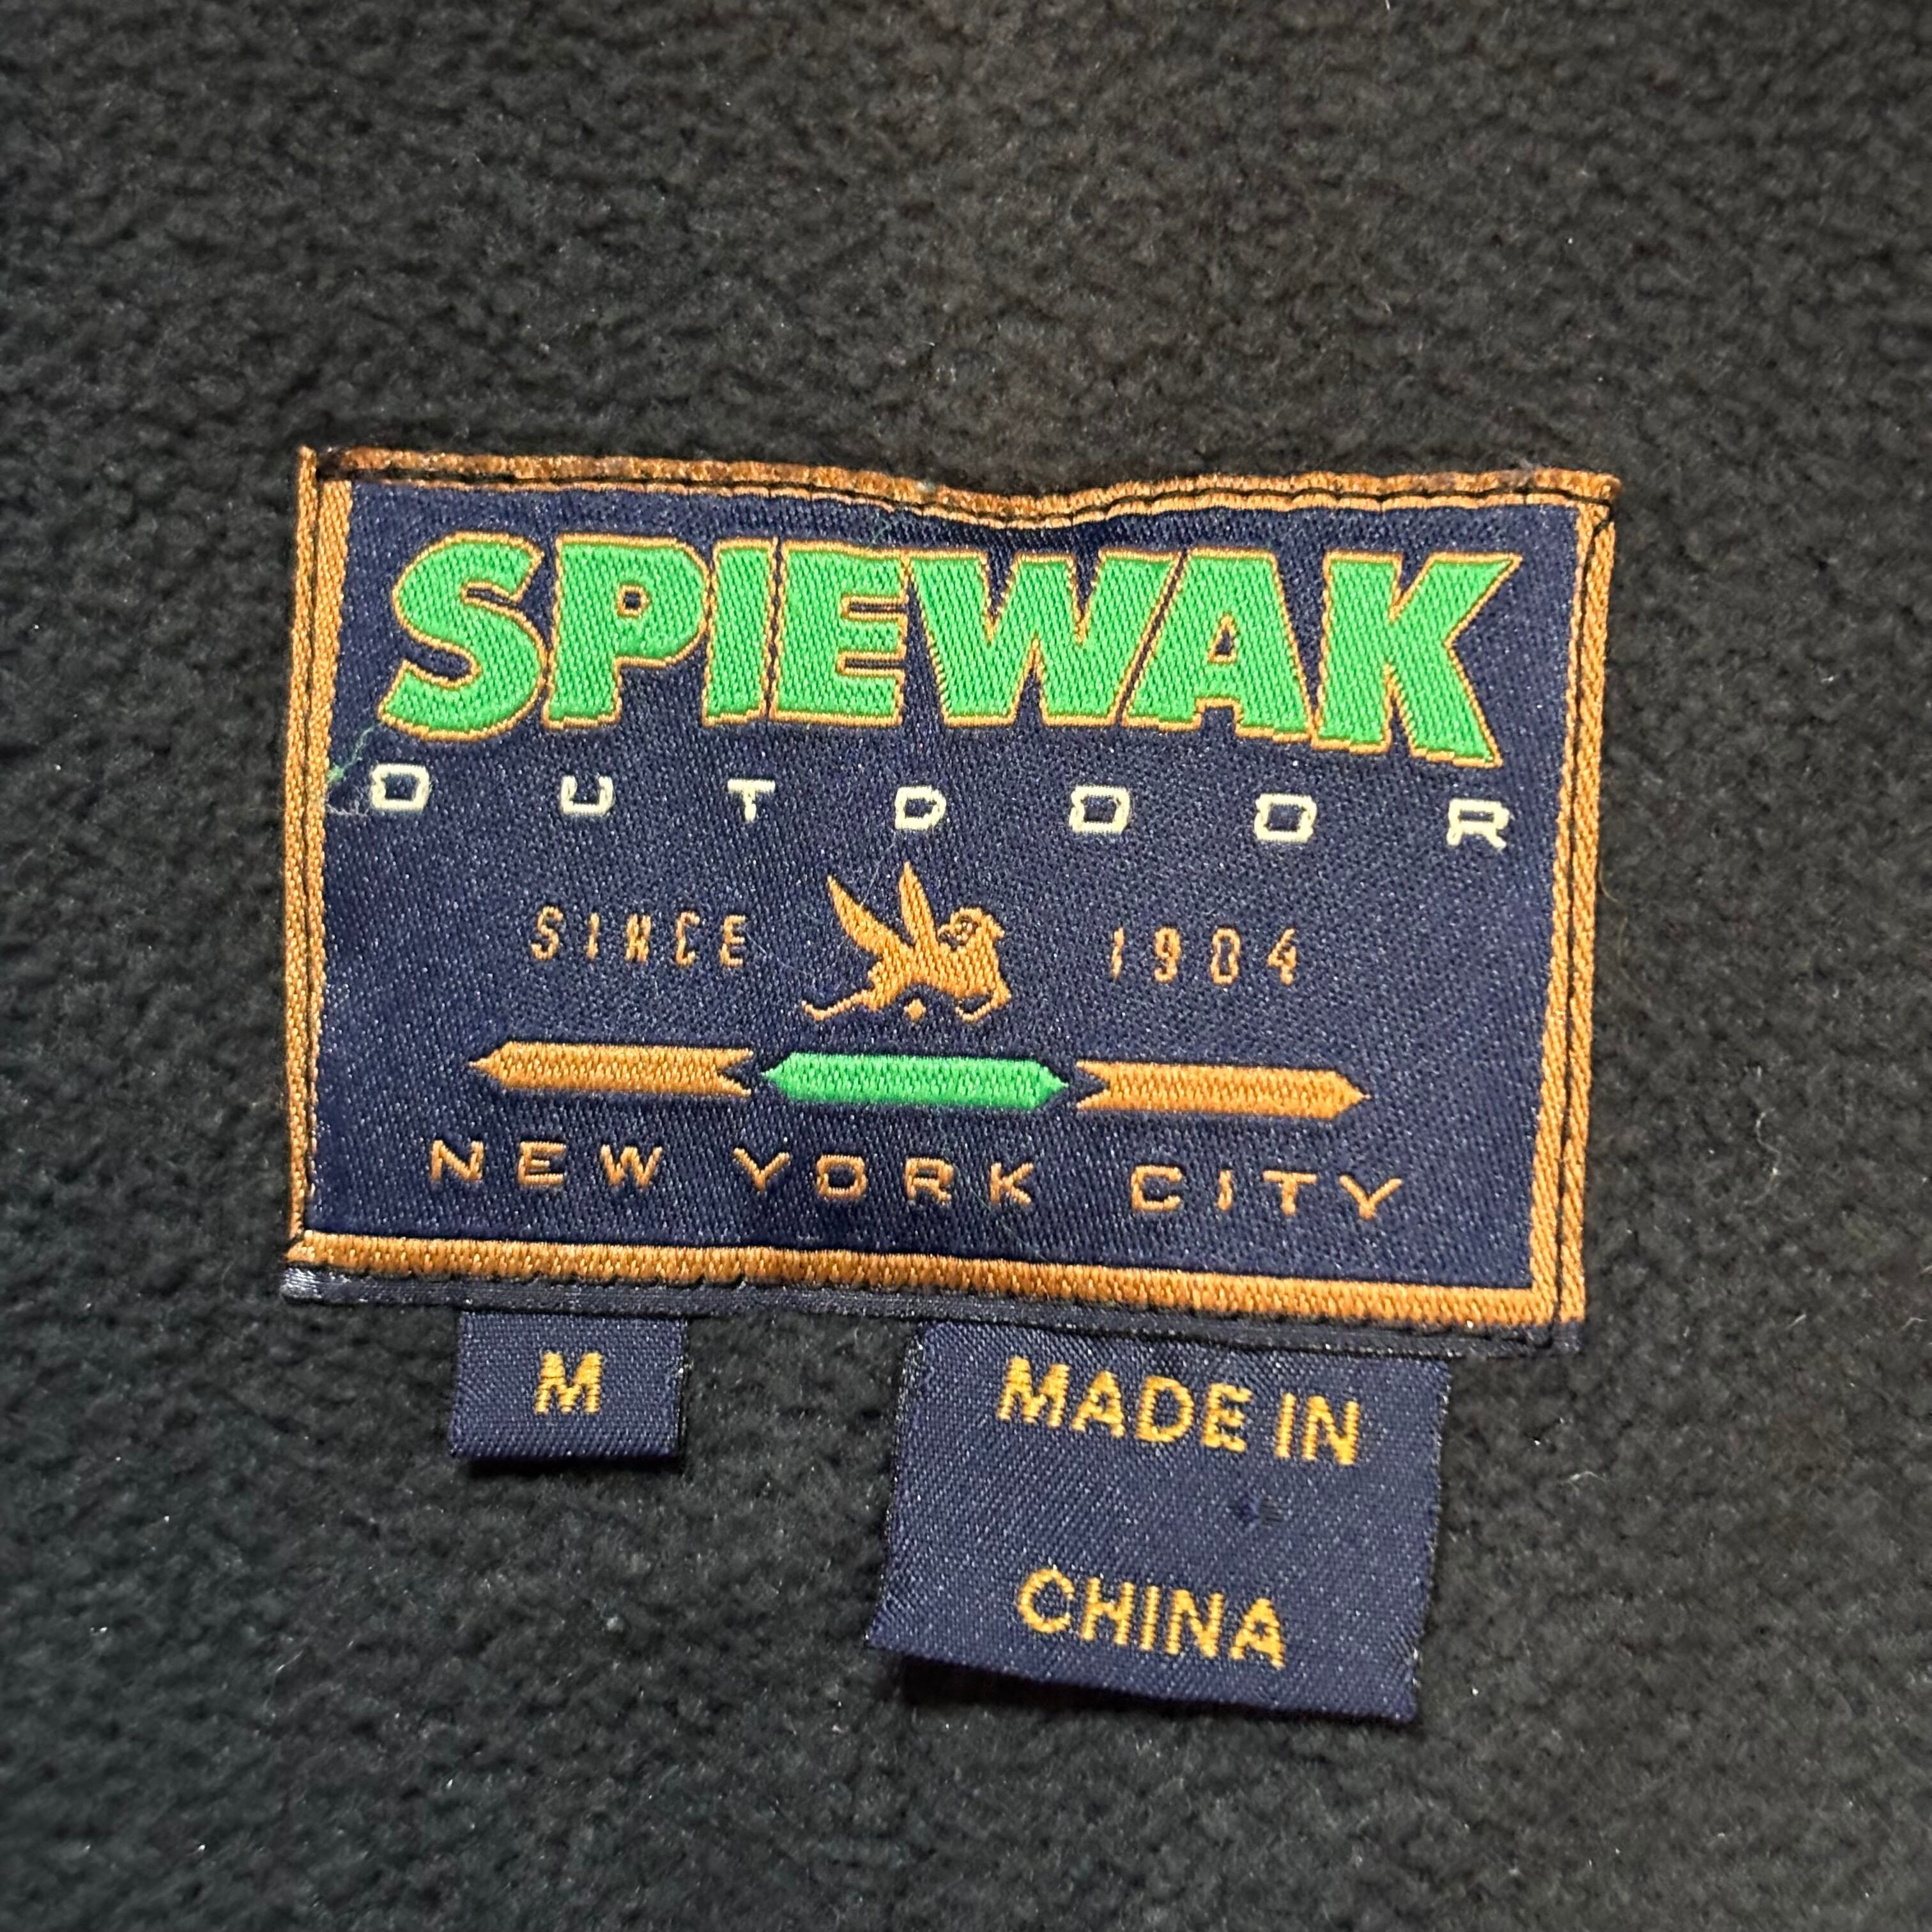 SPIEWAK
OUTDOOR
SINCE 1904
NEW YORK CITY
M
MADE IN
CHINA